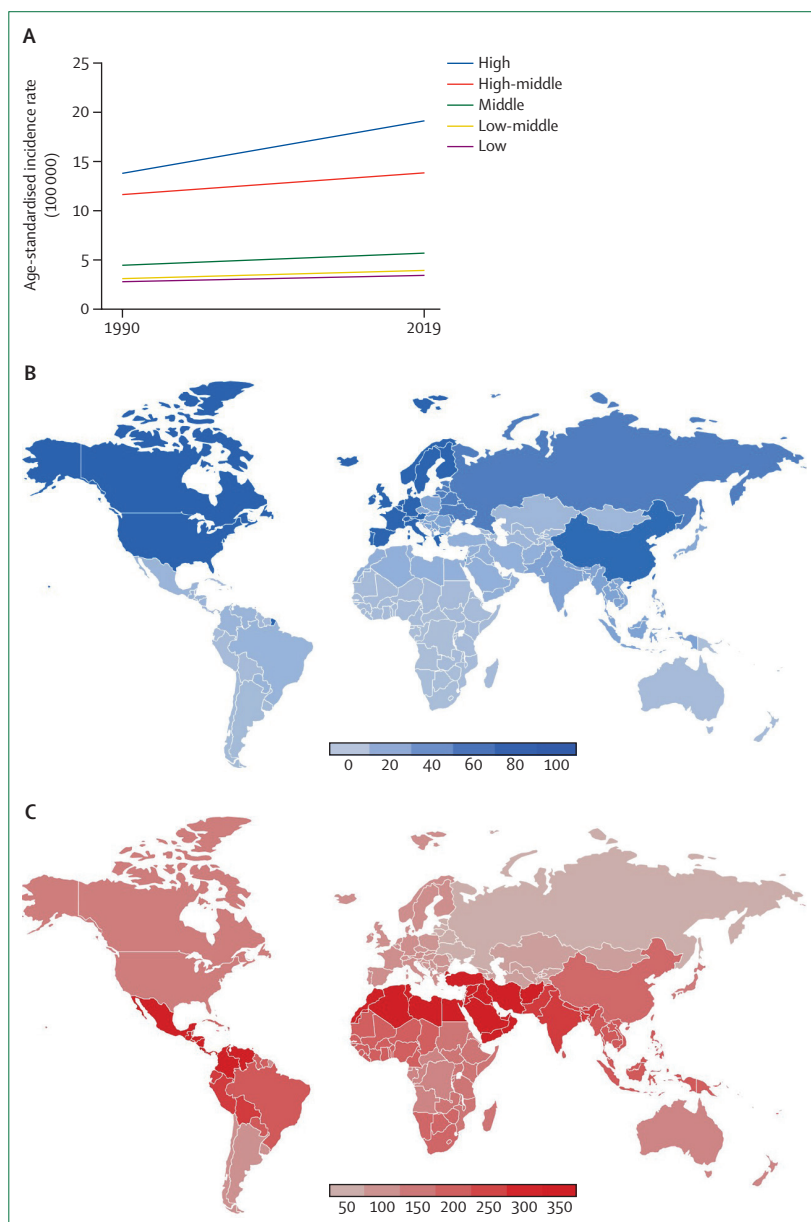 A
25
20
15
10
5
0
Age-standardised incidence rate
(100 000)
1990
2019
High
High-middle
Middle
Low-middle
Low
B
0 20 40 60 80 100
C
50 100 150 200 250 300 350